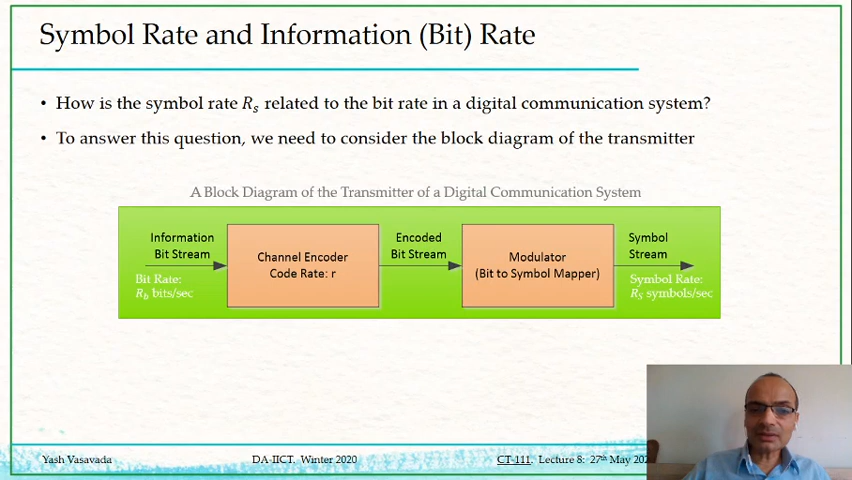 Symbol Rate and Information (Bit) Rate
• How is the symbol rate R_s related to the bit rate in a digital communication system?
• To answer this question, we need to consider the block diagram of the transmitter
A Block Diagram of the Transmitter of a Digital Communication System
Information
Bit Stream
Bit Rate:
R_b bits/sec
Channel Encoder
Code Rate: r
Encoded
Bit Stream
Modulator
(Bit to Symbol Mapper)
Symbol
Stream
Symbol Rate:
R_S symbols/sec
Yash Vasavada
DA-IICT, Winter 2020
CT-111, Lecture 8: 27th May